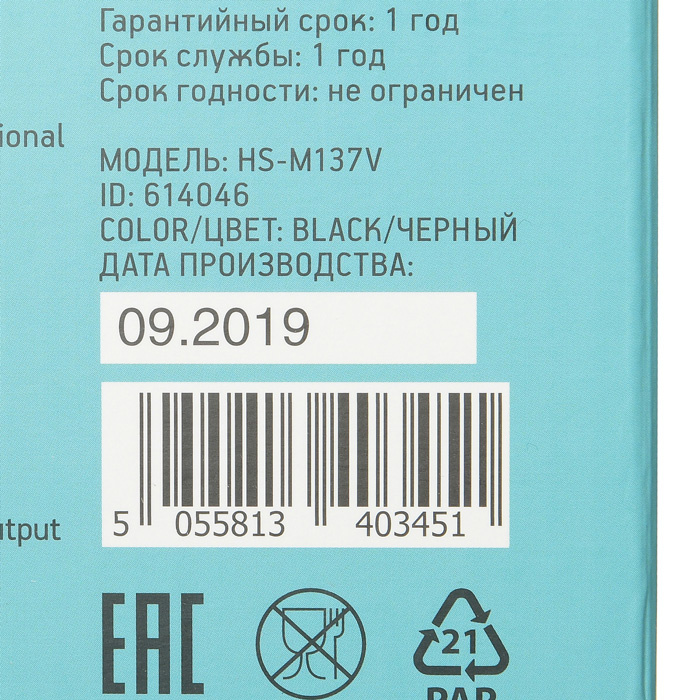 Гарантийный срок: 1 год
Срок службы: 1 год
Срок годности: не ограничен
ional
МОДЕЛЬ: HS-M137V
ID: 614046
COLOR/ЦВЕТ: BLACK/ЧЕРНЫЙ
ДАТА ПРОИЗВОДСТВА:
09.2019
5 055813 403451
utput
EAC
21
PAP